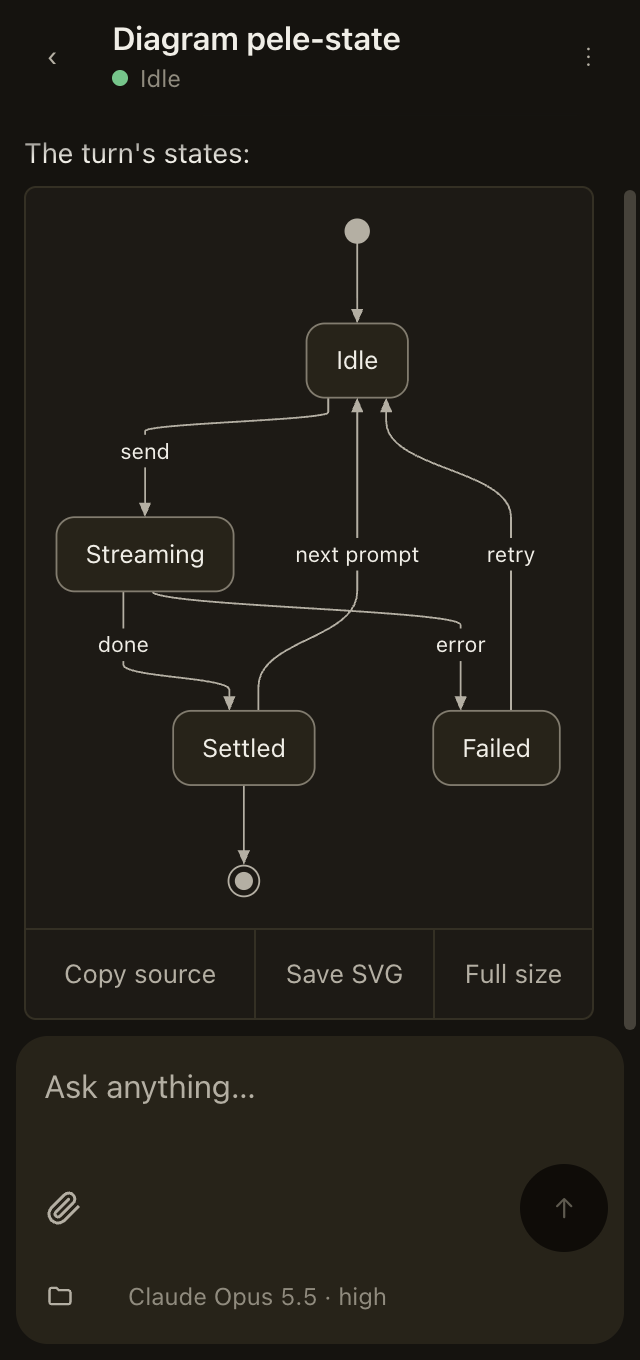 Diagram pele-state
Idle
The turn's states:
Idle
send
Streaming
next prompt
retry
done
error
Settled
Failed
Copy source
Save SVG
Full size
Ask anything...
Claude Opus 5.5 · high